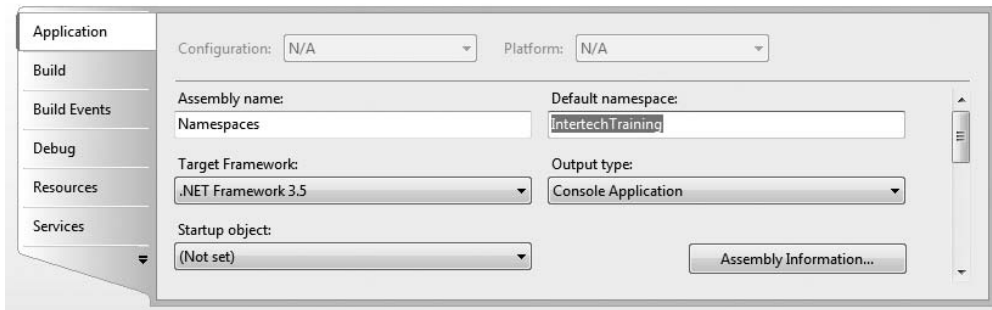 Application
Build
Build Events
Debug
Resources
Services
Configuration: N/A Platform: N/A
Assembly name: Default namespace:
Namespaces IntertechTraining
Target Framework: Output type:
.NET Framework 3.5 Console Application
Startup object:
(Not set) Assembly Information...